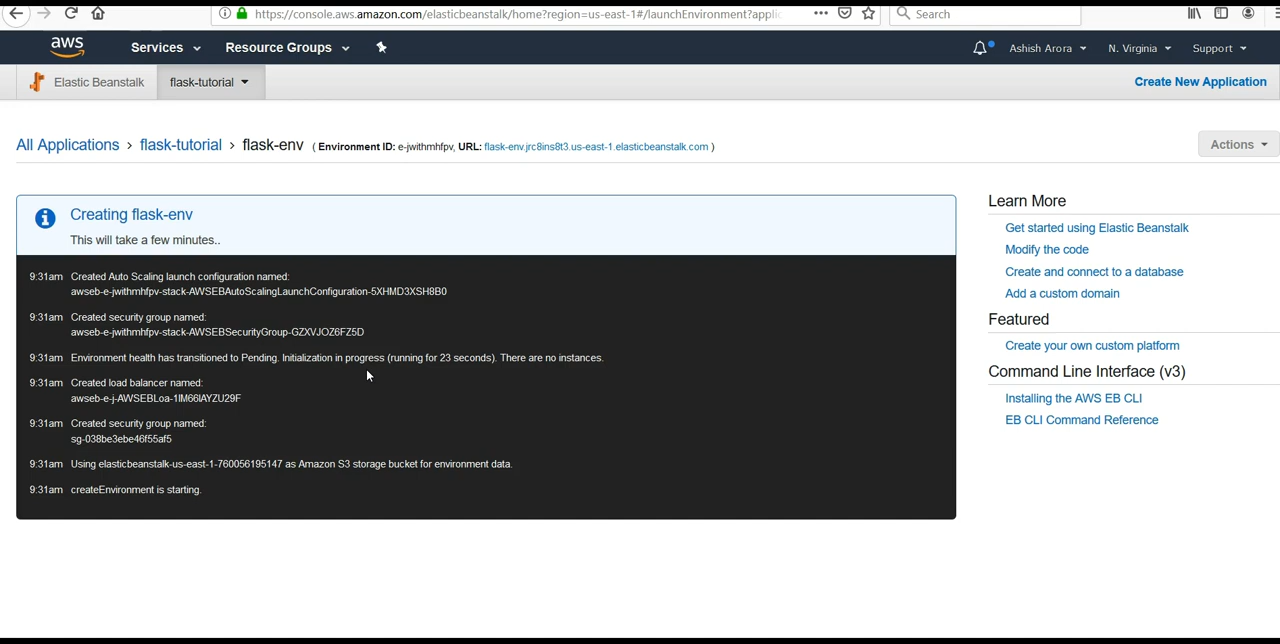 https://console.aws.amazon.com/elasticbeanstalk/home?region=us-east-1#/launchEnvironment?applic
Search
aws
Services
Resource Groups
Ashish Arora
N. Virginia
Support
Elastic Beanstalk
flask-tutorial
Create New Application
All Applications > flask-tutorial > flask-env ( Environment ID: e-jwithmhfpv, URL: flask-env.jrc8ins8t3.us-east-1.elasticbeanstalk.com )
Actions
Creating flask-env
This will take a few minutes..
9:31am Created Auto Scaling launch configuration named:
awseb-e-jwithmhfpv-stack-AWSEBAutoScalingLaunchConfiguration-5XHMD3XSH8B0
9:31am Created security group named:
awseb-e-jwithmhfpv-stack-AWSEBSecurityGroup-GZXVJOZ6FZ5D
9:31am Environment health has transitioned to Pending. Initialization in progress (running for 23 seconds). There are no instances.
9:31am Created load balancer named:
awseb-e-j-AWSEBLoa-1IM66IAYZU29F
9:31am Created security group named:
sg-038be3ebe46f55af5
9:31am Using elasticbeanstalk-us-east-1-760056195147 as Amazon S3 storage bucket for environment data.
9:31am createEnvironment is starting.
Learn More
Get started using Elastic Beanstalk
Modify the code
Create and connect to a database
Add a custom domain
Featured
Create your own custom platform
Command Line Interface (v3)
Installing the AWS EB CLI
EB CLI Command Reference